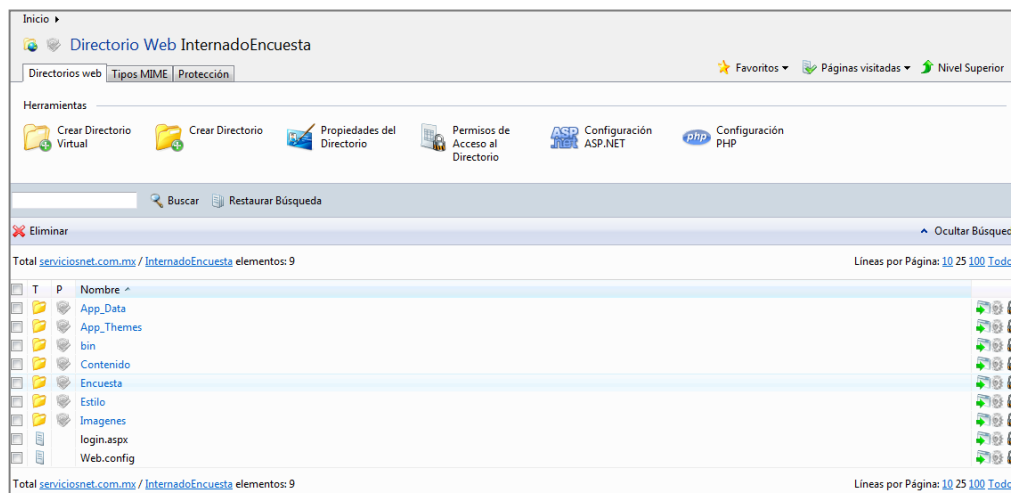 Inicio
Directorio Web InternadoEncuesta
Directorios web Tipos MIME Protección
Favoritos Páginas visitadas Nivel Superior
Herramientas
Crear Directorio Virtual
Crear Directorio
Propiedades del Directorio
Permisos de Acceso al Directorio
ASP .NET Configuración ASP.NET
php Configuración PHP
Buscar Restaurar Búsqueda
Eliminar Ocultar Búsqued
Total serviciosnet.com.mx / InternadoEncuesta elementos: 9 Líneas por Página: 10 25 100 Todo
T P Nombre
App_Data
App_Themes
bin
Contenido
Encuesta
Estilo
Imagenes
login.aspx
Web.config
Total serviciosnet.com.mx / InternadoEncuesta elementos: 9 Líneas por Página: 10 25 100 Todo